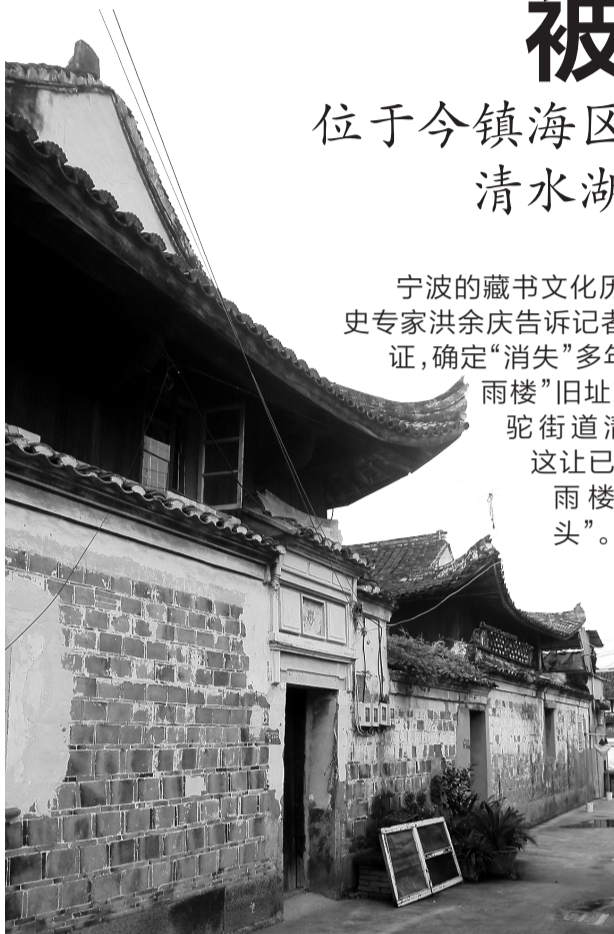 被
位于今镇海区
清水湖
宁波的藏书文化历
史专家洪余庆告诉记者
证，确定“消失”多年
雨楼”旧址
驼街道清
这让已
雨楼
头”。